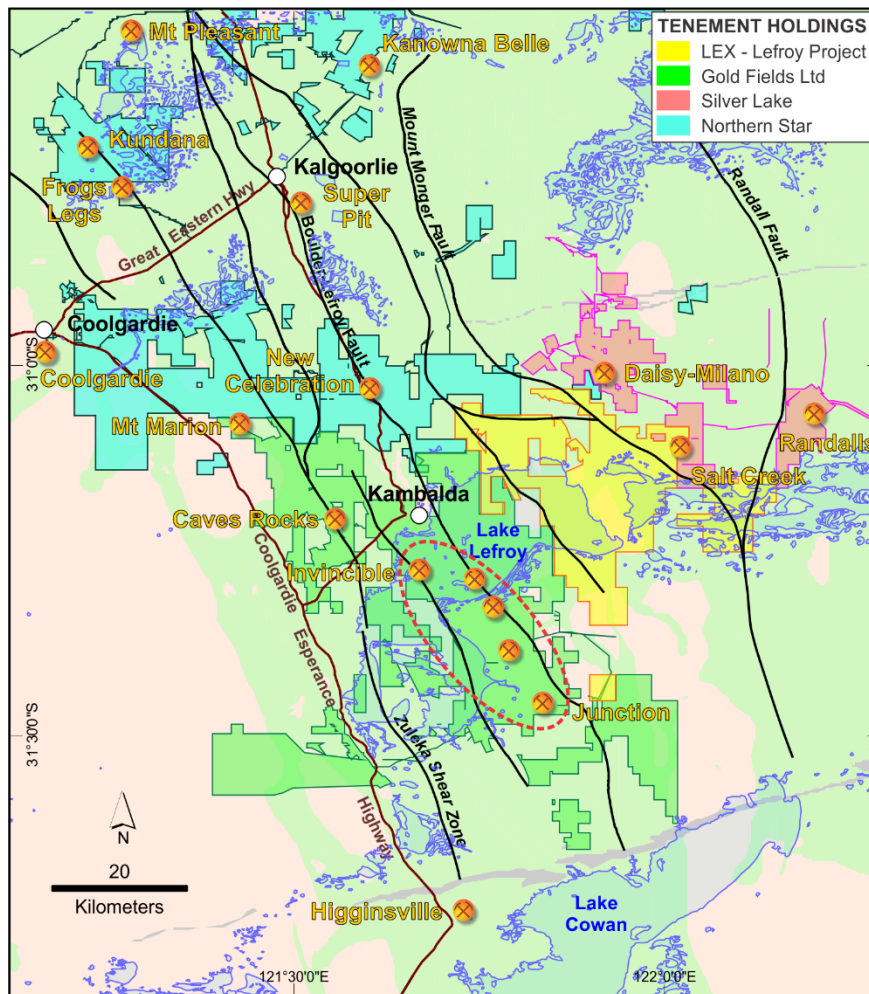 TENEMENT HOLDINGS
LEX - Lefroy Project
Gold Fields Ltd
Silver Lake
Northern Star
Mt Pleasant
Kanowna Belle
Kundana
Kalgoorlie
Super
Pit
Frogs
Legs
Great Eastern Hwy
Mount Monger Fault
Randall Fault
Boulder-Lefroy Fault
Coolgardie
Coolgardie
31°0'0"S
New
Celebration
Daisy-Milano
Mt Marion
Randalls
Salt Creek
Kambalda
Caves Rocks
Lake
Lefroy
Invincible
Coolgardie Esperance Highway
Junction
31°30'0"S
Zuleka Shear Zone
N
20
Kilometers
Higginsville
Lake
Cowan
121°30'0"E
122°0'0"E